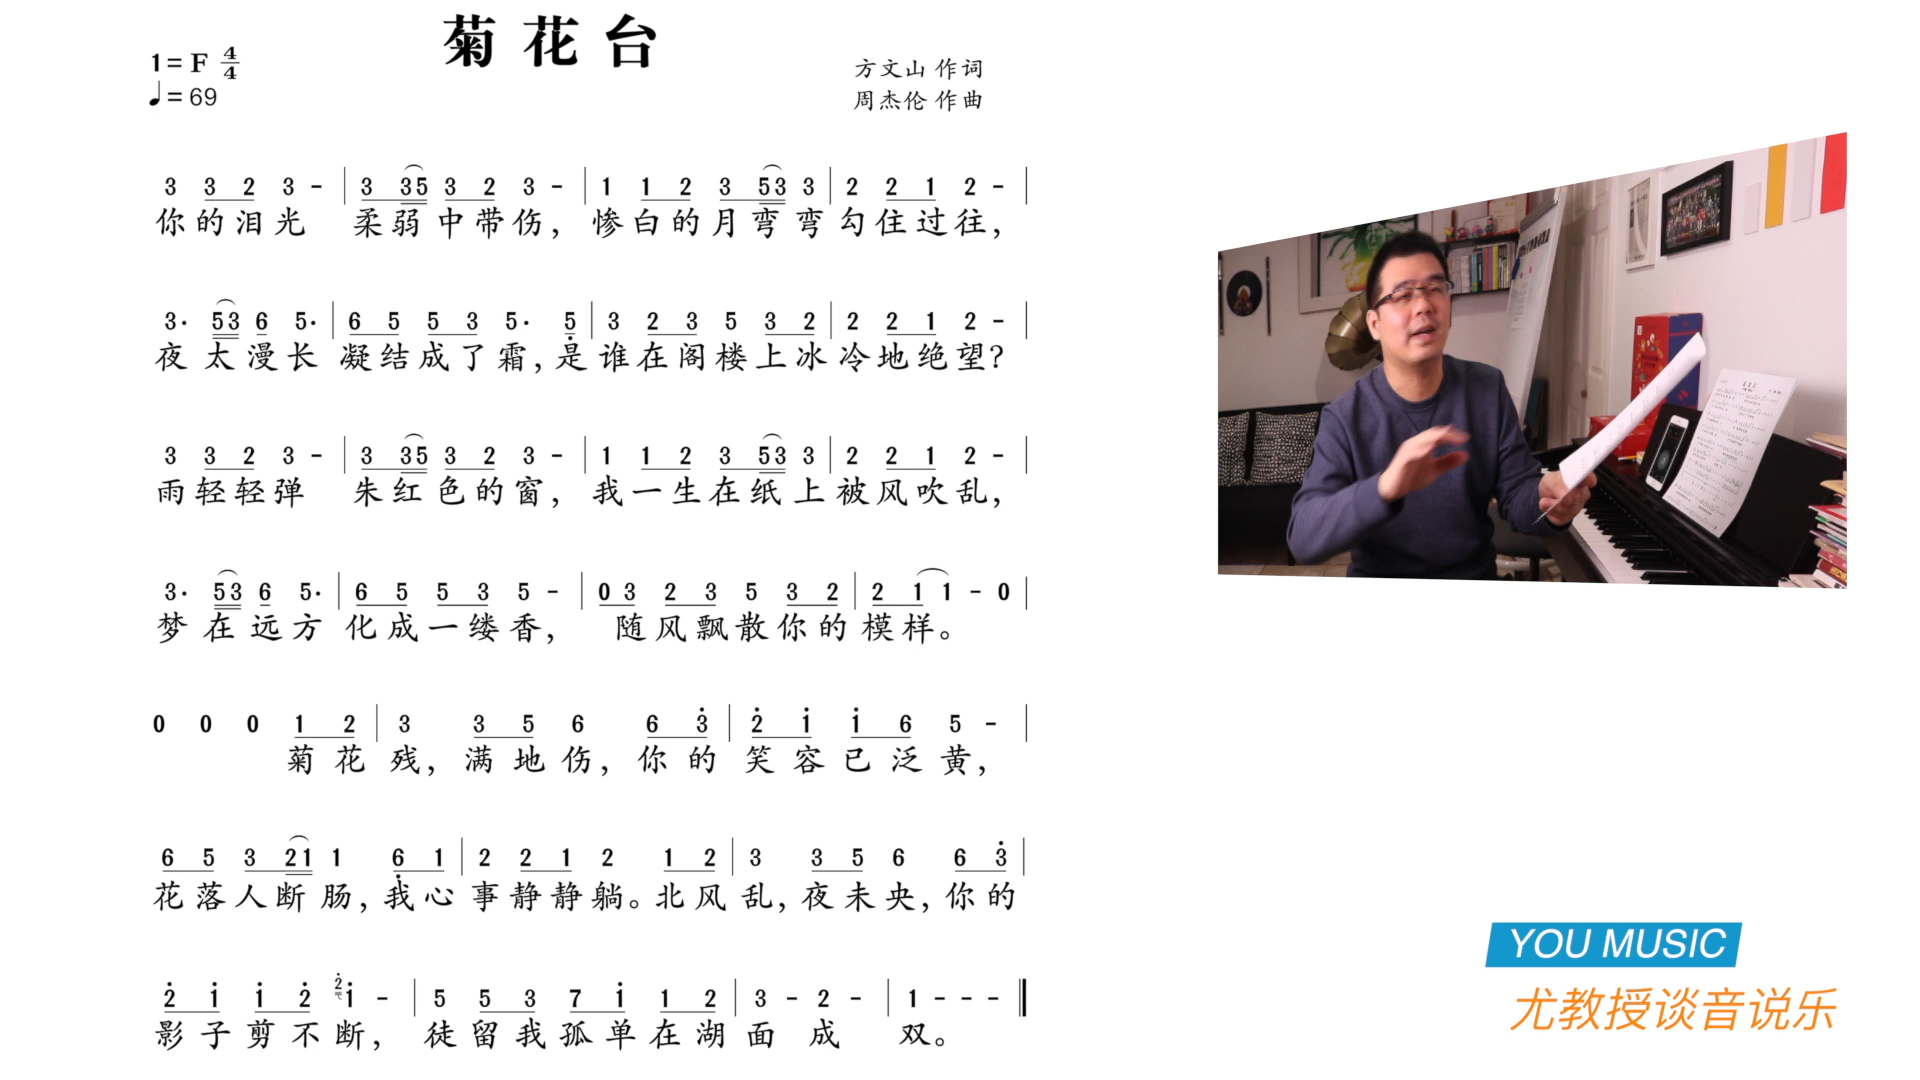 菊花台
1=F 4/4
♩=69
方文山 作词
周杰伦 作曲
3 3 2 3 - | 3 35 3 2 3 - | 1 1 2 3 53 3 | 2 2 1 2 - |
你的泪光 柔弱中带伤，惨白的月弯弯勾住过往，
3· 53 6 5· | 6 5 5 3 5· 5̣ | 3 2 3 5 3 2 | 2 2 1 2 - |
夜太漫长 凝结成了霜，是谁在阁楼上冰冷地绝望？
3 3 2 3 - | 3 35 3 2 3 - | 1 1 2 3 53 3 | 2 2 1 2 - |
雨轻轻弹 朱红色的窗，我一生在纸上被风吹乱，
3· 53 6 5· | 6 5 5 3 5 - | 0 3 2 3 5 3 2 | 2 1 1 - 0 |
梦在远方 化成一缕香， 随风飘散你的模样。
0 0 0 1 2 | 3 3 5 6 6 3̇ | 2̇ 1̇ 1̇ 6 5 - |
菊花残，满地伤，你的笑容已泛黄，
6 5 3 21 1 6̣ 1 | 2 2 1 2 1 2 | 3 3 5 6 6 3̇ |
花落人断肠，我心事静静躺。北风乱，夜未央，你的
2̇ 1̇ 1̇ 2̇ 2̇1̇ - | 5 5 3 7 1̇ 1 2 | 3 - 2 - | 1 - - - ‖
影子剪不断，徒留我孤单在湖面成双。
YOU MUSIC
尤教授谈音说乐